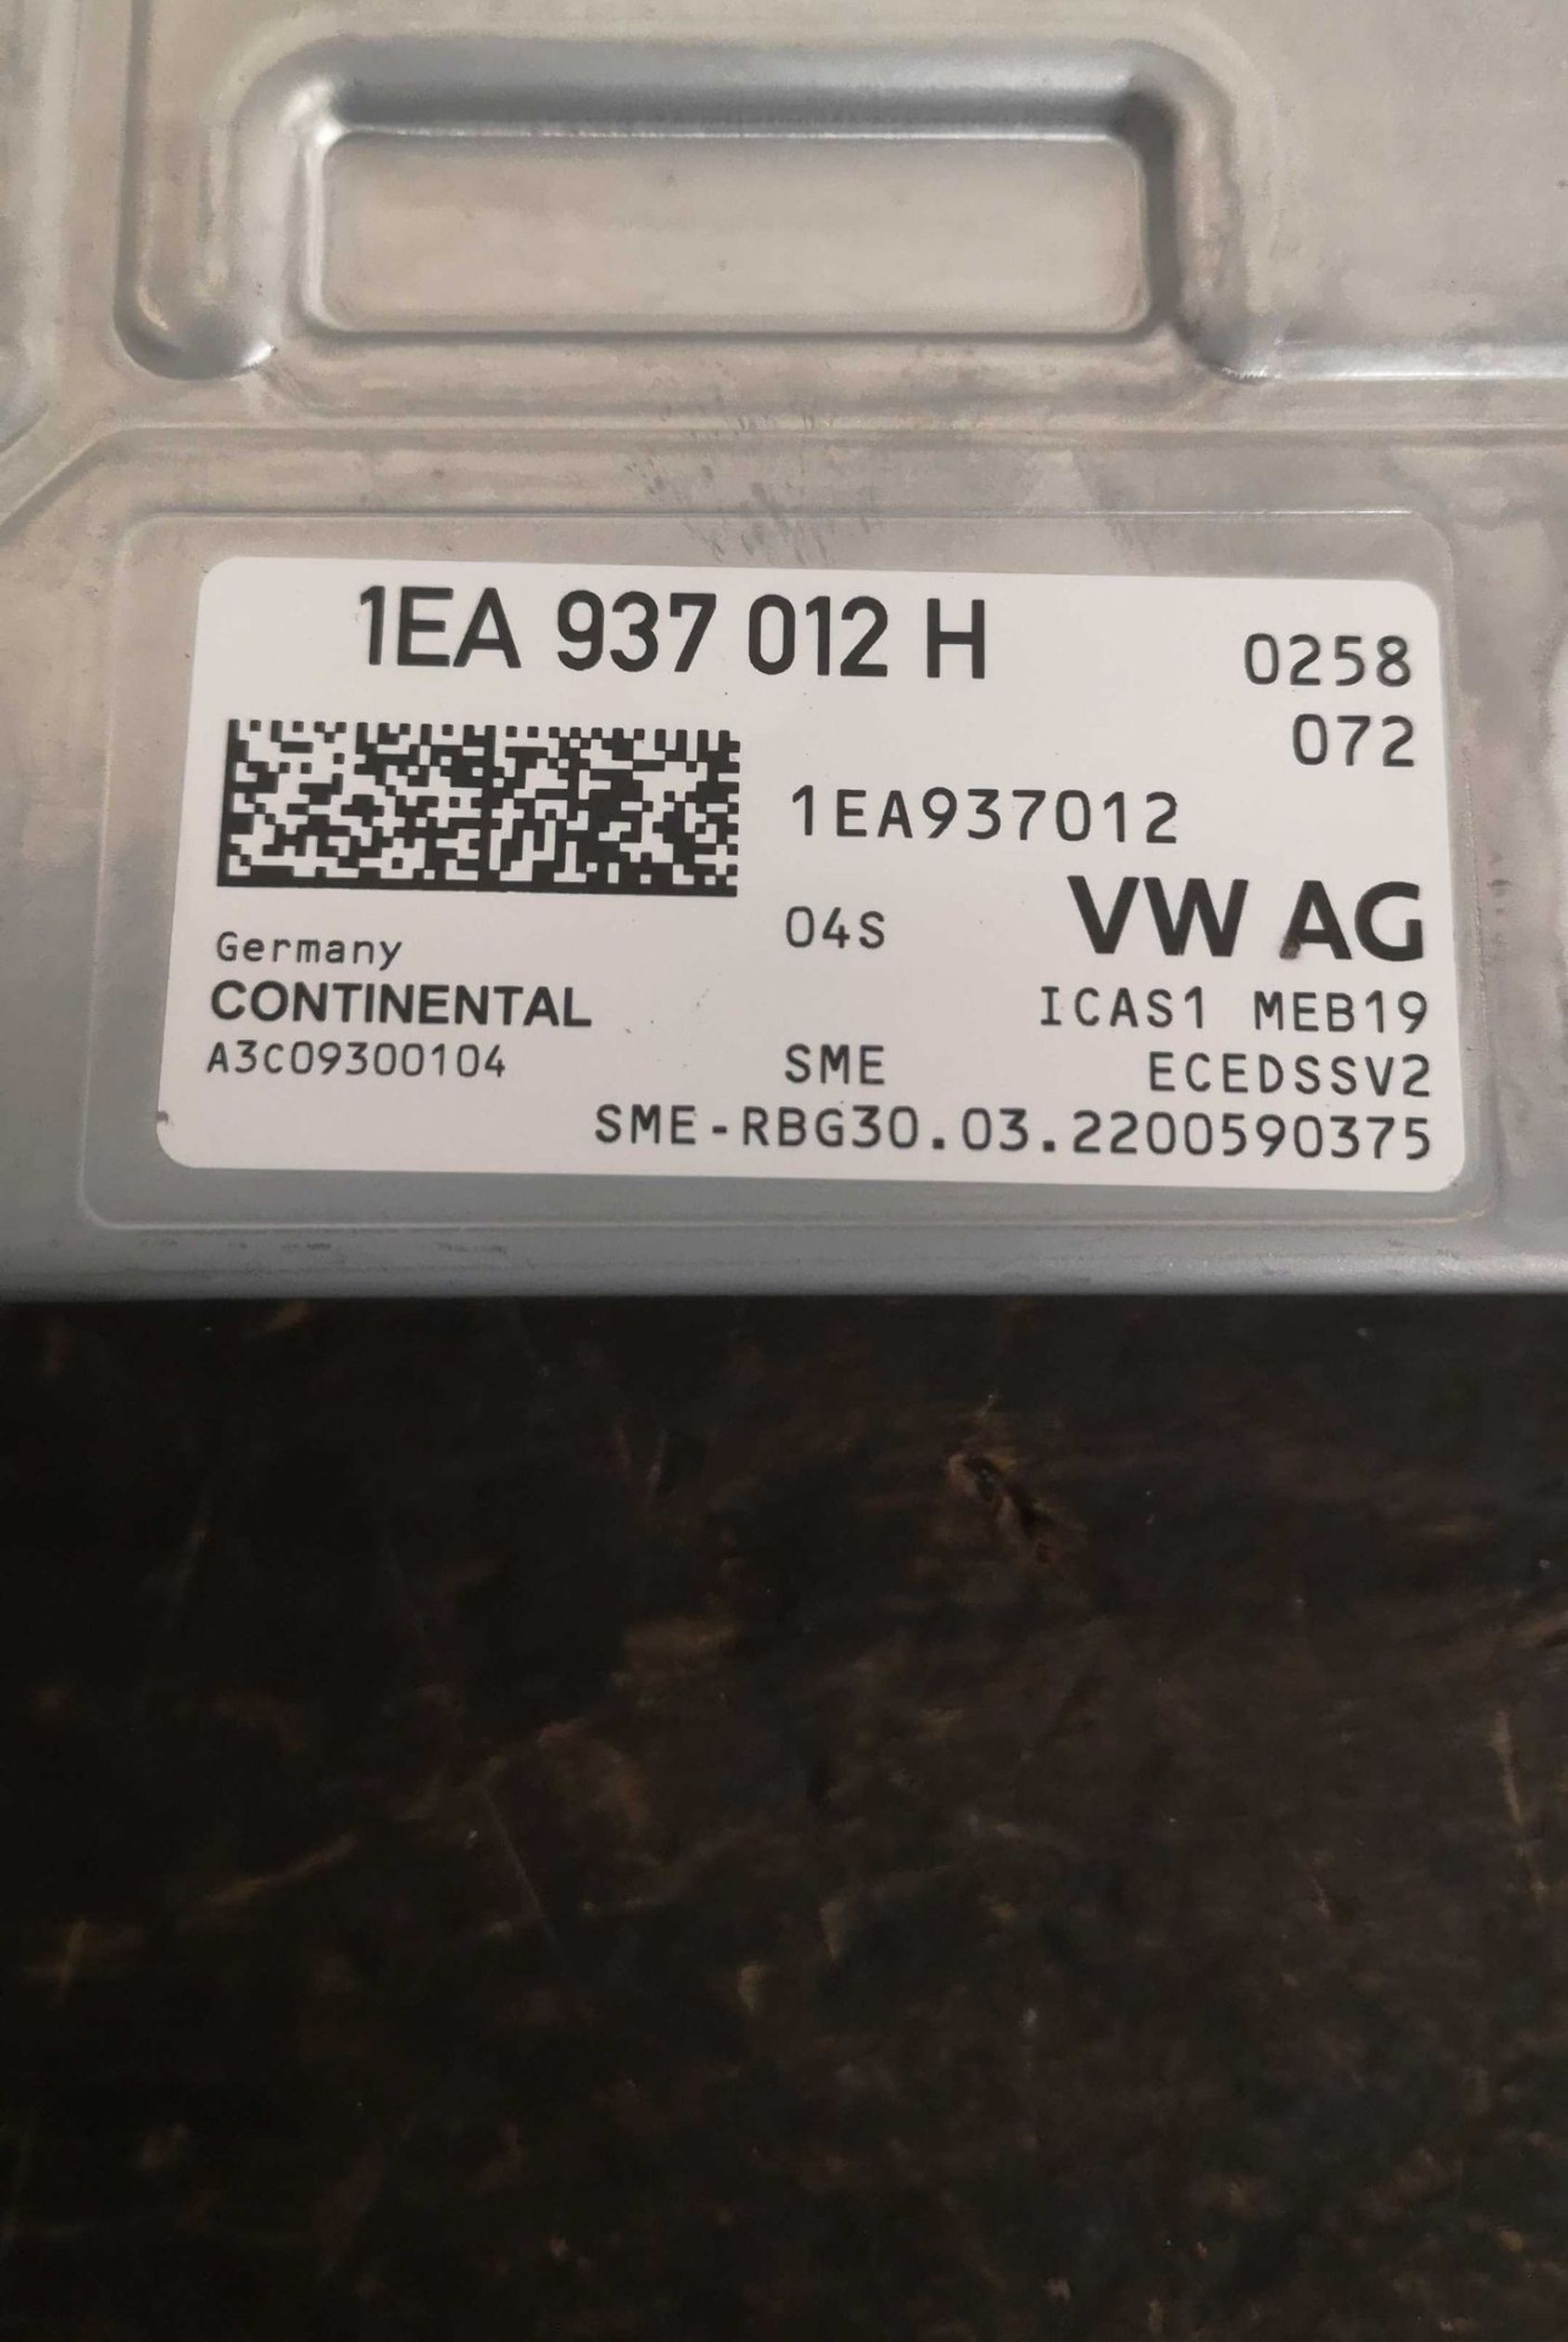 1EA 937 012 H
0258
072
1EA937012
04S
VW AG
Germany
CONTINENTAL
ICAS1 MEB19
A3C09300104
SME
ECEDSSV2
SME-RBG30.03.2200590375